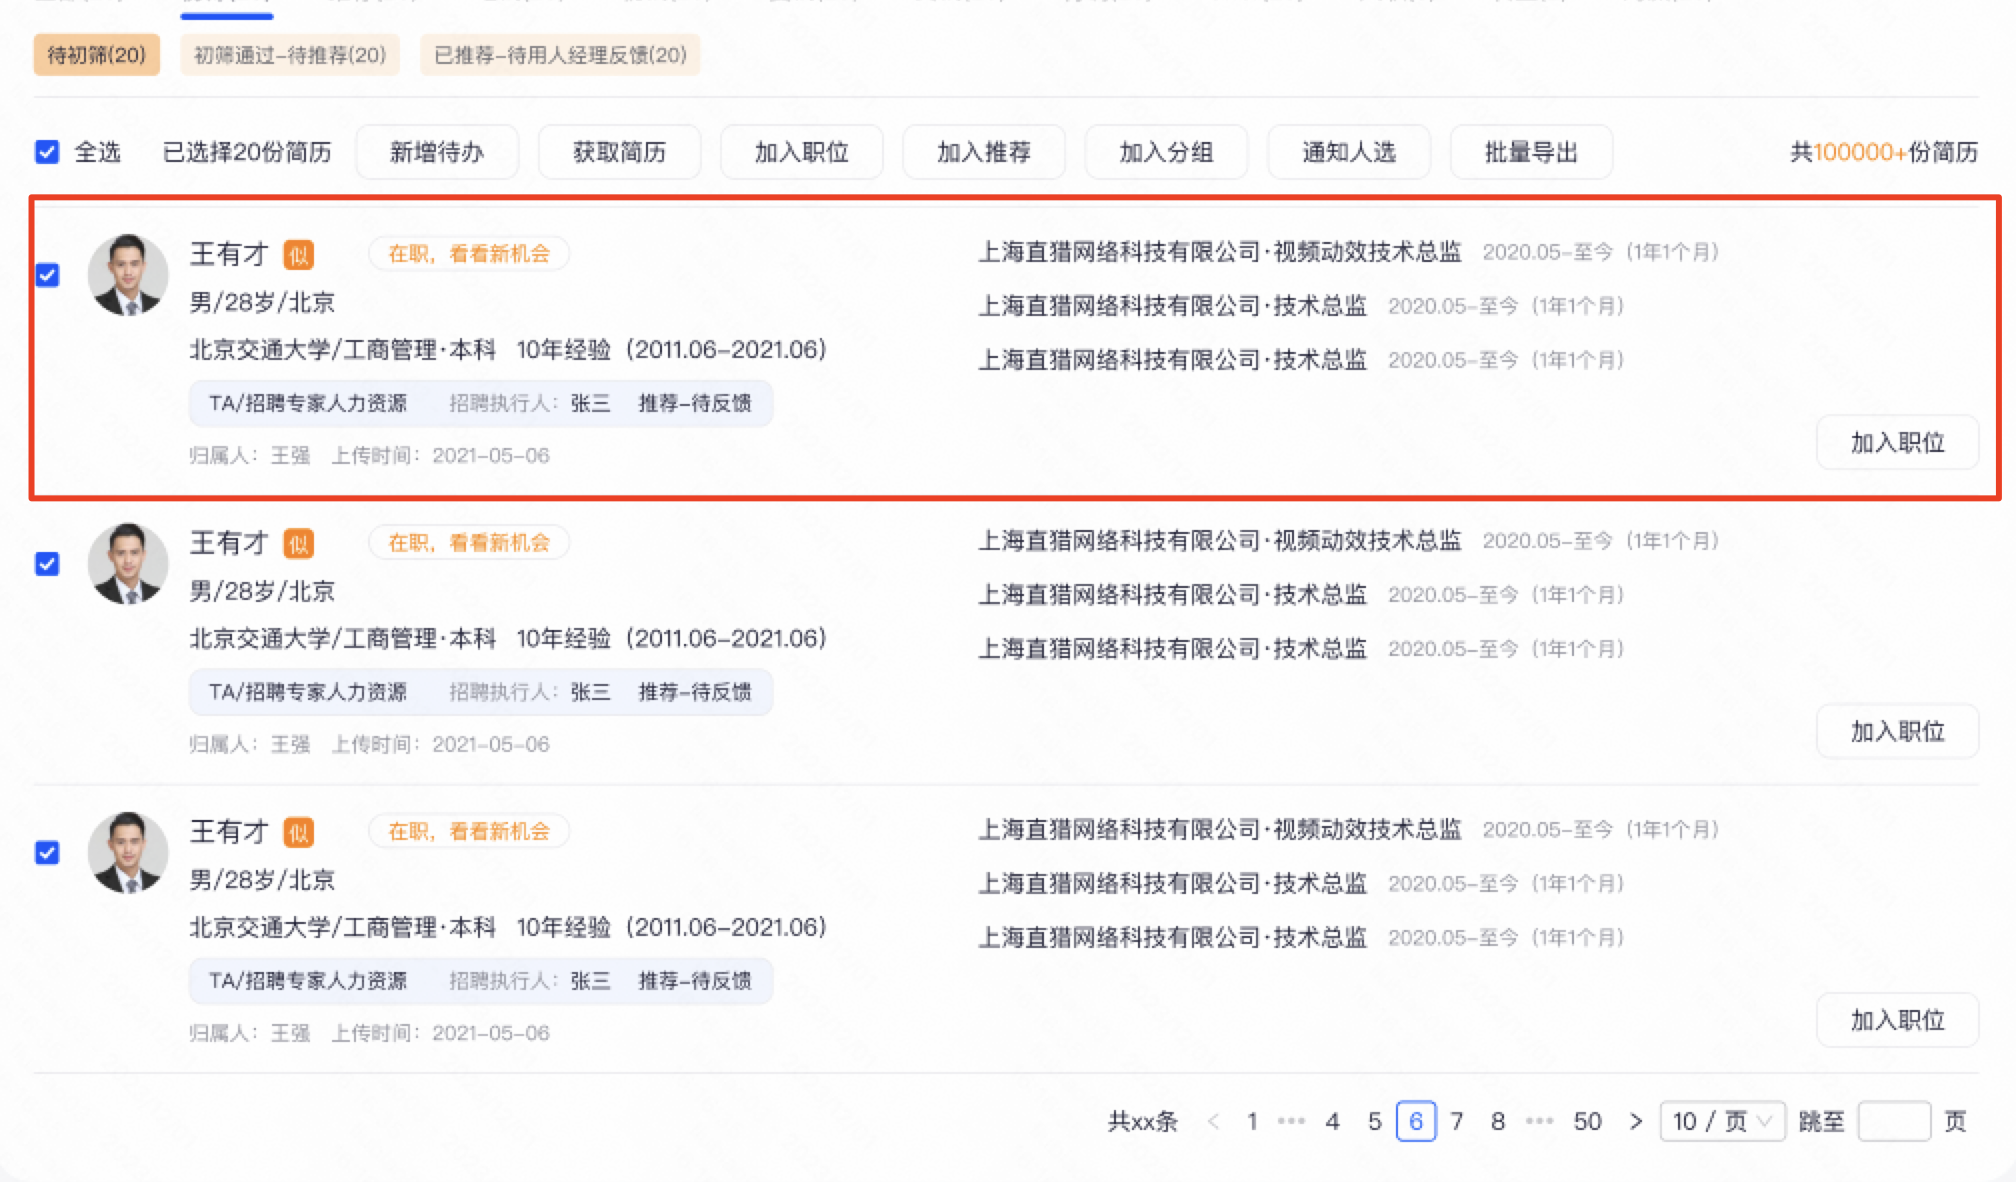 待初筛(20) 初筛通过-待推荐(20) 已推荐-待用人经理反馈(20)
全选 已选择20份简历 新增待办 获取简历 加入职位 加入推荐 加入分组 通知人选 批量导出 共100000+份简历
王有才 似 在职，看看新机会
男/28岁/北京
北京交通大学/工商管理·本科 10年经验（2011.06-2021.06）
TA/招聘专家人力资源 招聘执行人：张三 推荐-待反馈
归属人：王强 上传时间：2021-05-06
上海直猎网络科技有限公司·视频动效技术总监 2020.05-至今（1年1个月）
上海直猎网络科技有限公司·技术总监 2020.05-至今（1年1个月）
上海直猎网络科技有限公司·技术总监 2020.05-至今（1年1个月）
加入职位
王有才 似 在职，看看新机会
男/28岁/北京
北京交通大学/工商管理·本科 10年经验（2011.06-2021.06）
TA/招聘专家人力资源 招聘执行人：张三 推荐-待反馈
归属人：王强 上传时间：2021-05-06
上海直猎网络科技有限公司·视频动效技术总监 2020.05-至今（1年1个月）
上海直猎网络科技有限公司·技术总监 2020.05-至今（1年1个月）
上海直猎网络科技有限公司·技术总监 2020.05-至今（1年1个月）
加入职位
王有才 似 在职，看看新机会
男/28岁/北京
北京交通大学/工商管理·本科 10年经验（2011.06-2021.06）
TA/招聘专家人力资源 招聘执行人：张三 推荐-待反馈
归属人：王强 上传时间：2021-05-06
上海直猎网络科技有限公司·视频动效技术总监 2020.05-至今（1年1个月）
上海直猎网络科技有限公司·技术总监 2020.05-至今（1年1个月）
上海直猎网络科技有限公司·技术总监 2020.05-至今（1年1个月）
加入职位
共xx条 < 1 ••• 4 5 6 7 8 ••• 50 > 10 / 页 跳至 页